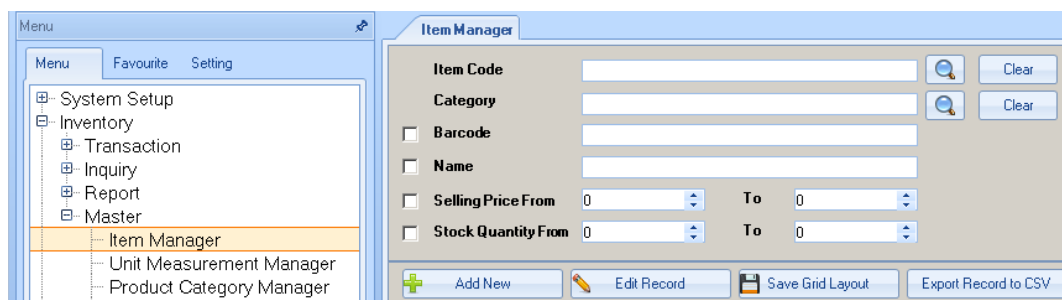 Menu
Menu Favourite Setting
System Setup
Inventory
Transaction
Inquiry
Report
Master
Item Manager
Unit Measurement Manager
Product Category Manager
Item Manager
Item Code Clear
Category Clear
Barcode
Name
Selling Price From 0 To 0
Stock Quantity From 0 To 0
Add New Edit Record Save Grid Layout Export Record to CSV